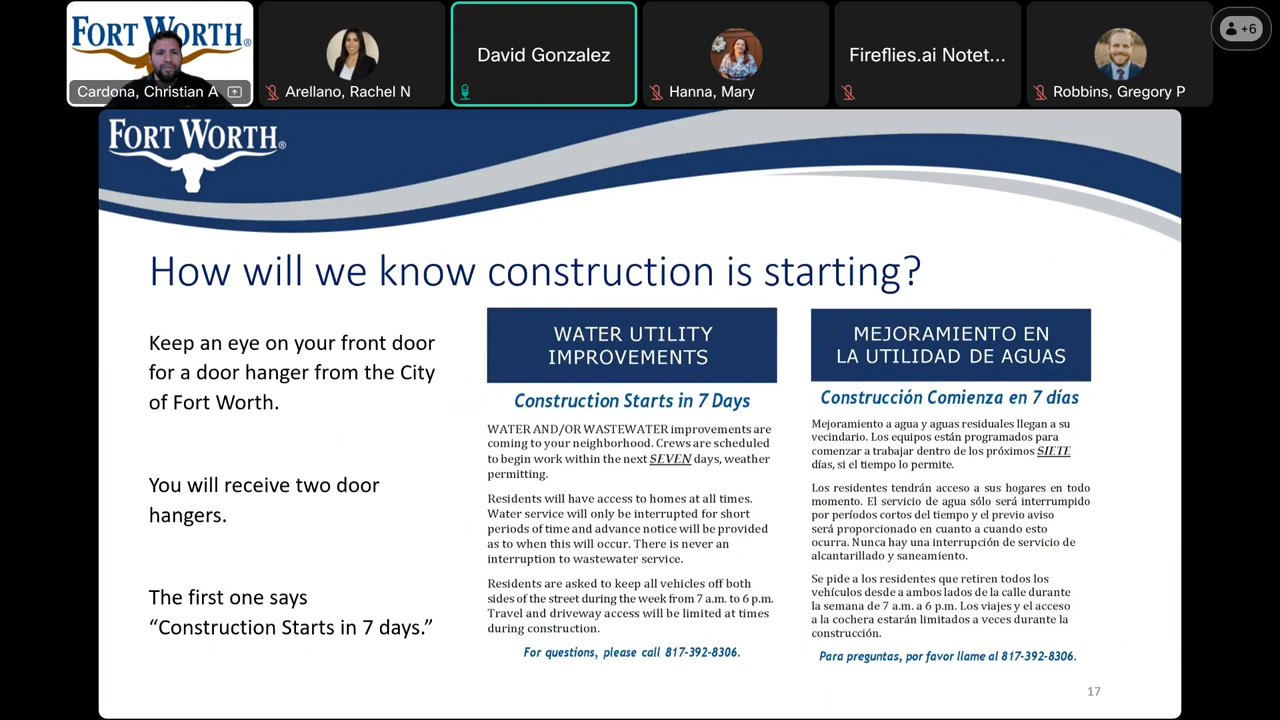 FORT WORTH®
Cardona, Christian A
Arellano, Rachel N
David Gonzalez
Hanna, Mary
Fireflies.ai Notet...
Robbins, Gregory P
+6
FORT WORTH®
How will we know construction is starting?
Keep an eye on your front door
for a door hanger from the City
of Fort Worth.
You will receive two door
hangers.
The first one says
“Construction Starts in 7 days.”
WATER UTILITY
IMPROVEMENTS
Construction Starts in 7 Days
WATER AND/OR WASTEWATER improvements are
coming to your neighborhood. Crews are scheduled
to begin work within the next SEVEN days, weather
permitting.
Residents will have access to homes at all times.
Water service will only be interrupted for short
periods of time and advance notice will be provided
as to when this will occur. There is never an
interruption to wastewater service.
Residents are asked to keep all vehicles off both
sides of the street during the week from 7 a.m. to 6 p.m.
Travel and driveway access will be limited at times
during construction.
For questions, please call 817-392-8306.
MEJORAMIENTO EN
LA UTILIDAD DE AGUAS
Construcción Comienza en 7 días
Mejoramiento a agua y aguas residuales llegan a su
vecindario. Los equipos están programados para
comenzar a trabajar dentro de los próximos SIETE
días, si el tiempo lo permite.
Los residentes tendrán acceso a sus hogares en todo
momento. El servicio de agua sólo será interrumpido
por períodos cortos del tiempo y el previo aviso
será proporcionado en cuanto a cuando esto
ocurra. Nunca hay una interrupción de servicio de
alcantarillado y saneamiento.
Se pide a los residentes que retiren todos los
vehículos desde a ambos lados de la calle durante
la semana de 7 a.m. a 6 p.m. Los viajes y el acceso
a la cochera estarán limitados a veces durante la
construcción.
Para preguntas, por favor llame al 817-392-8306.
17